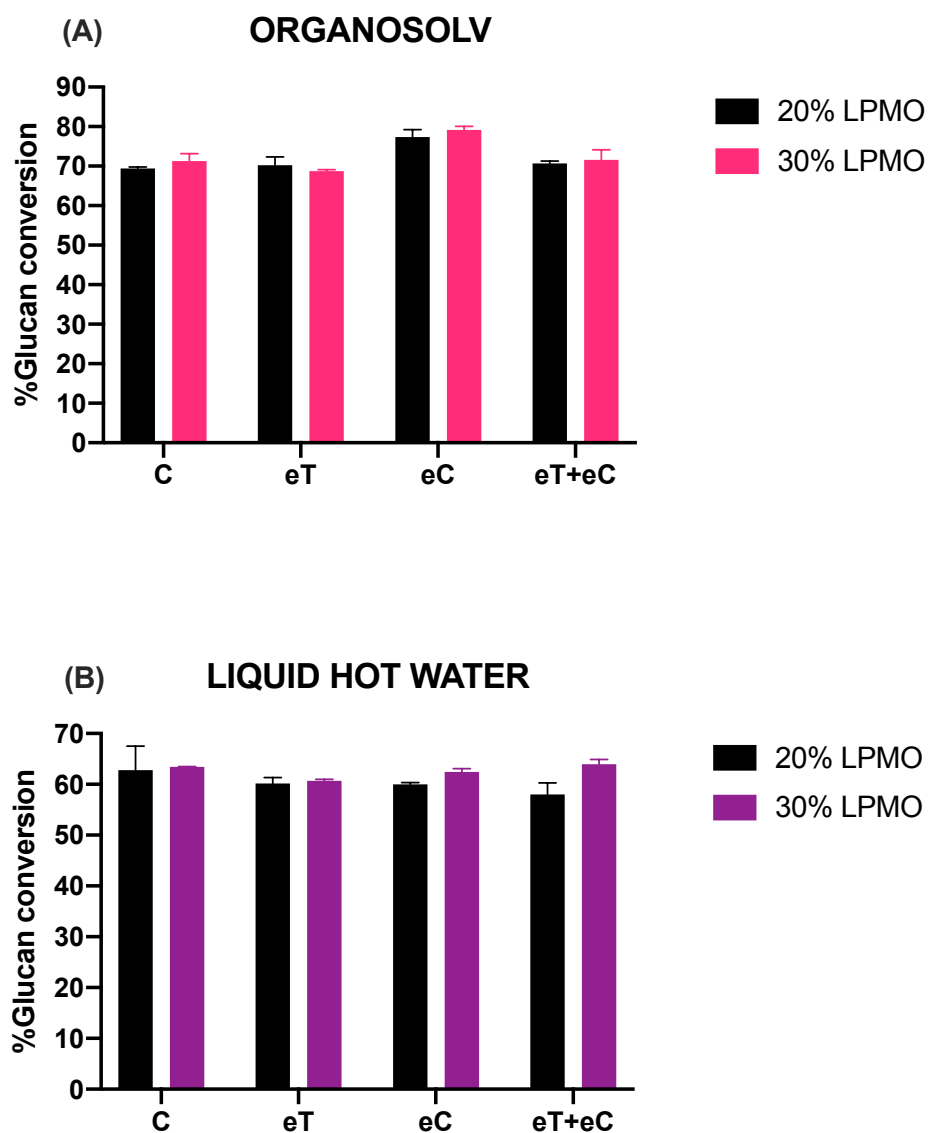 (A) ORGANOSOLV
%Glucan conversion
90
80
70
60
50
40
30
20
10
0
C eT eC eT+eC
20% LPMO
30% LPMO
(B) LIQUID HOT WATER
%Glucan conversion
70
60
50
40
30
20
10
0
C eT eC eT+eC
20% LPMO
30% LPMO